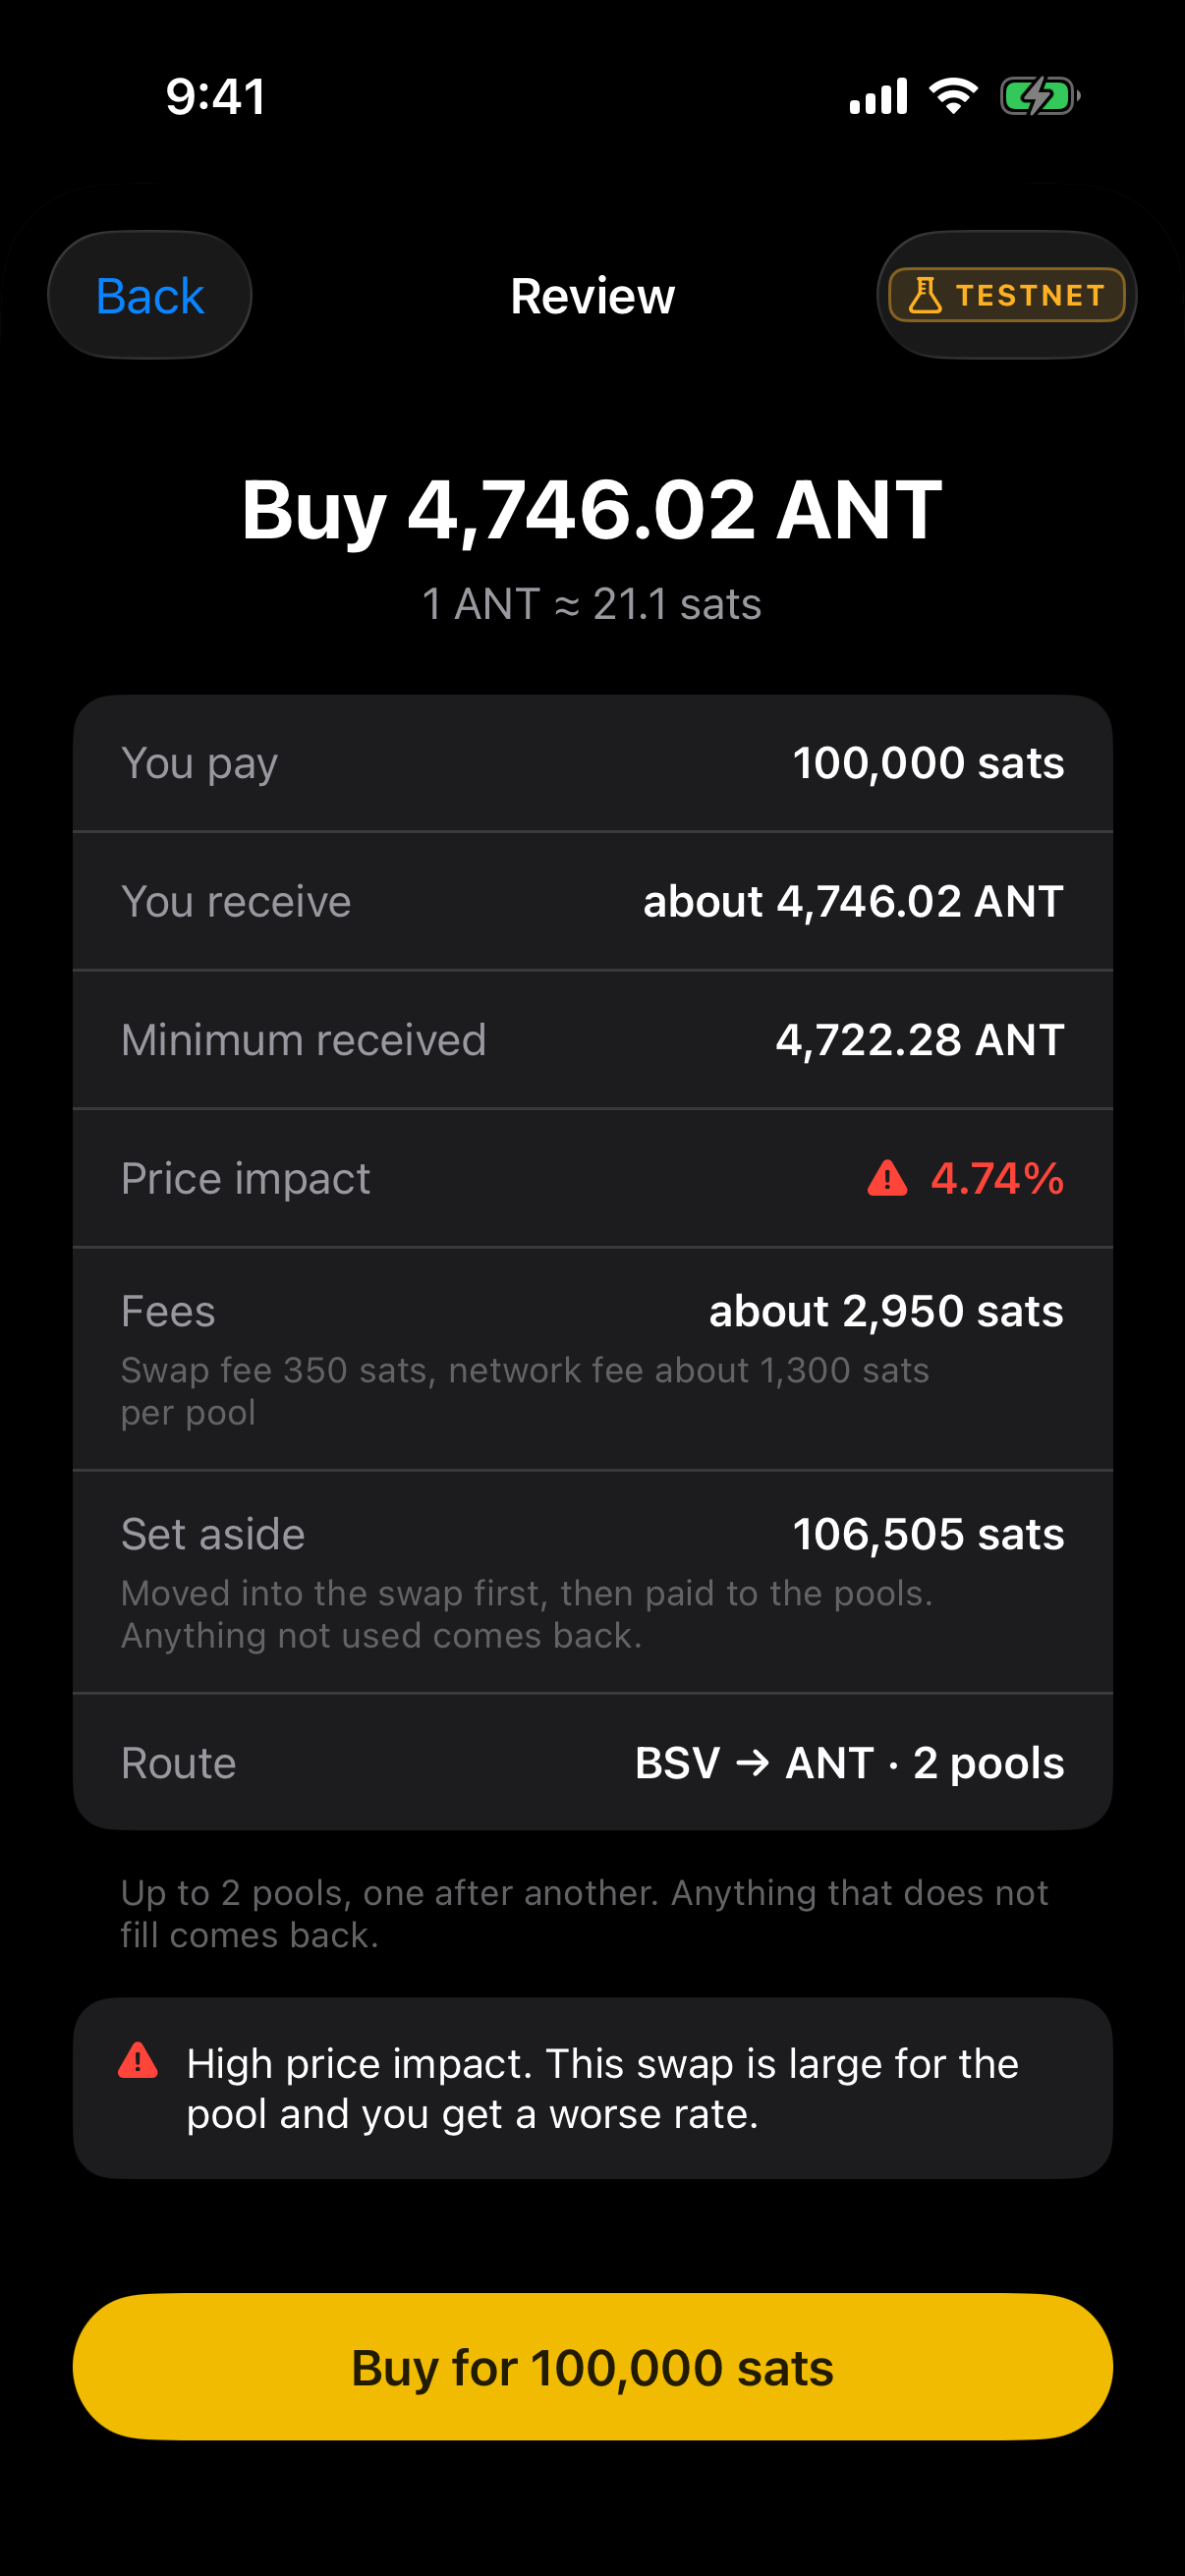 9:41
Back
Review
TESTNET
Buy 4,746.02 ANT
1 ANT ≈ 21.1 sats
You pay
100,000 sats
You receive
about 4,746.02 ANT
Minimum received
4,722.28 ANT
Price impact
4.74%
Fees
about 2,950 sats
Swap fee 350 sats, network fee about 1,300 sats
per pool
Set aside
106,505 sats
Moved into the swap first, then paid to the pools.
Anything not used comes back.
Route
BSV → ANT · 2 pools
Up to 2 pools, one after another. Anything that does not
fill comes back.
High price impact. This swap is large for the
pool and you get a worse rate.
Buy for 100,000 sats